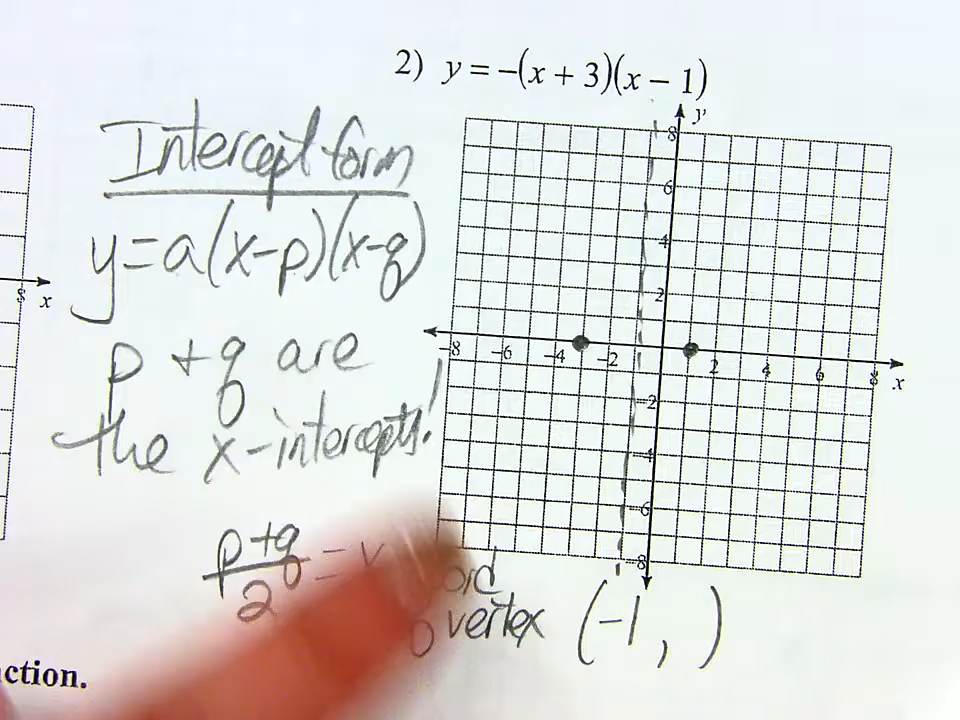 2) y = -(x + 3)(x - 1)
Intercept form
y = a(x-p)(x-q)
p + q are
the x-intercepts!
p+q/2 =
vertex (-1, )
y
8
6
4
2
-8 -6 -4 -2 2 4 6 8 x
-2
-4
-6
-8
8 x
ction.